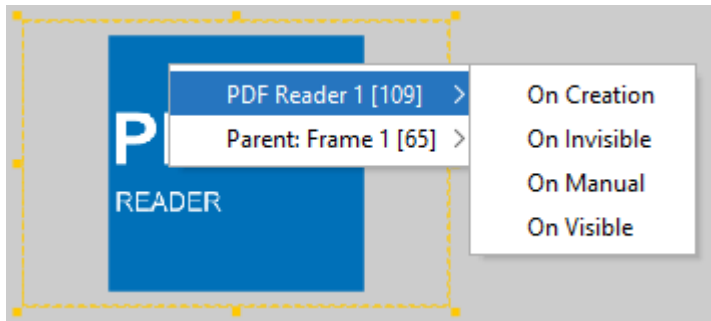 PDF Reader 1 [109]
Parent: Frame 1 [65]
On Creation
On Invisible
On Manual
On Visible
READER